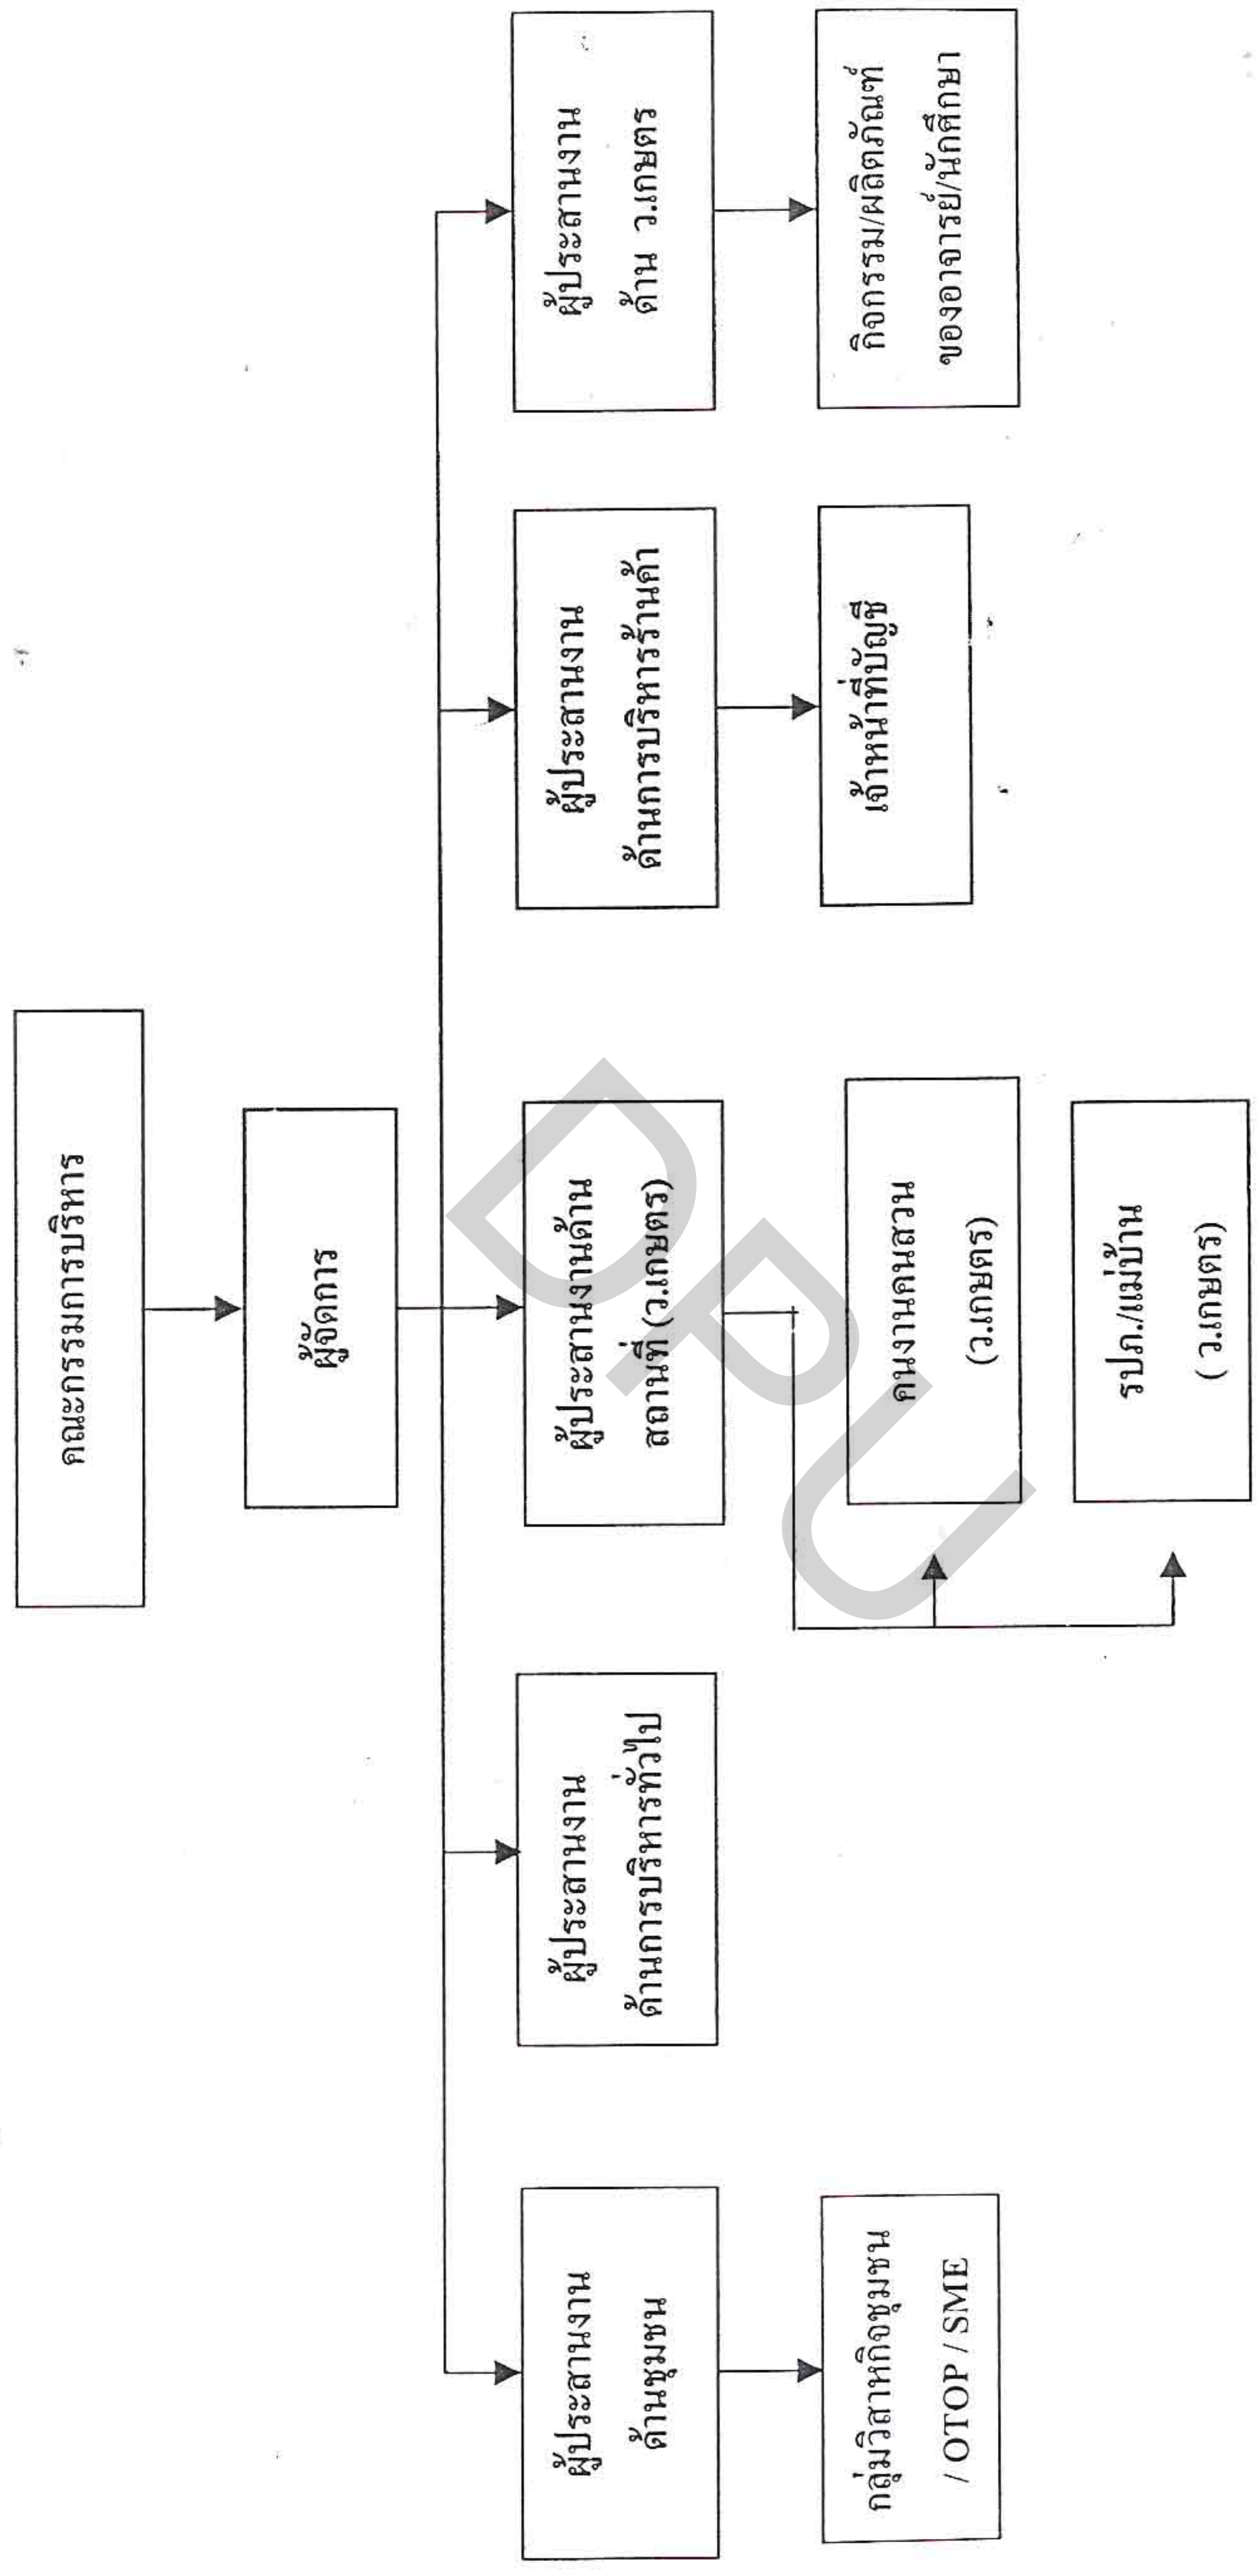 คณะกรรมการบริหาร
ผู้จัดการ
ผู้ประสานงาน
ด้านชุมชน
ผู้ประสานงาน
ด้านการบริหารทั่วไป
ผู้ประสานงานด้าน
สถานที่ (ว.เกษตร)
ผู้ประสานงาน
ด้านการบริหารร้านค้า
ผู้ประสานงาน
ด้าน ว.เกษตร
กลุ่มวิสาหกิจชุมชน
/ OTOP / SME
คนงานคนสวน
(ว.เกษตร)
รปภ./แม่บ้าน
( ว.เกษตร)
เจ้าหน้าที่บัญชี
กิจกรรม/ผลิตภัณฑ์
ของอาจารย์/นักศึกษา
DPU